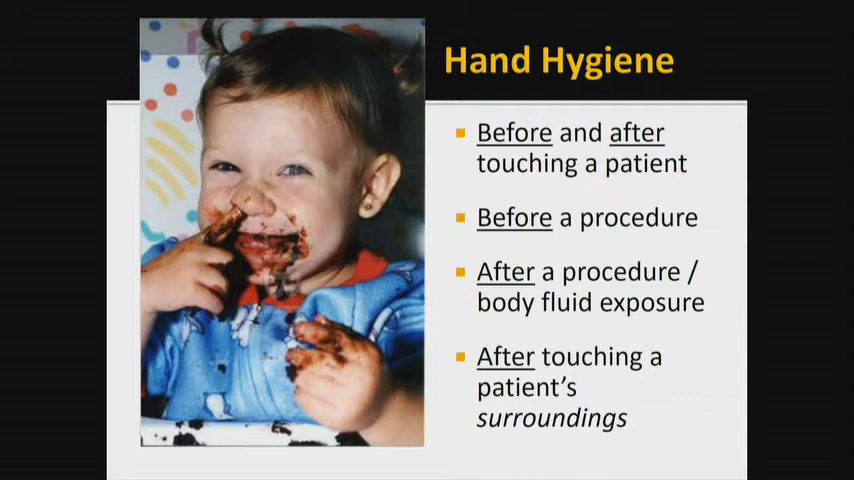 Hand Hygiene
Before and after
touching a patient
Before a procedure
After a procedure /
body fluid exposure
After touching a
patient's
surroundings